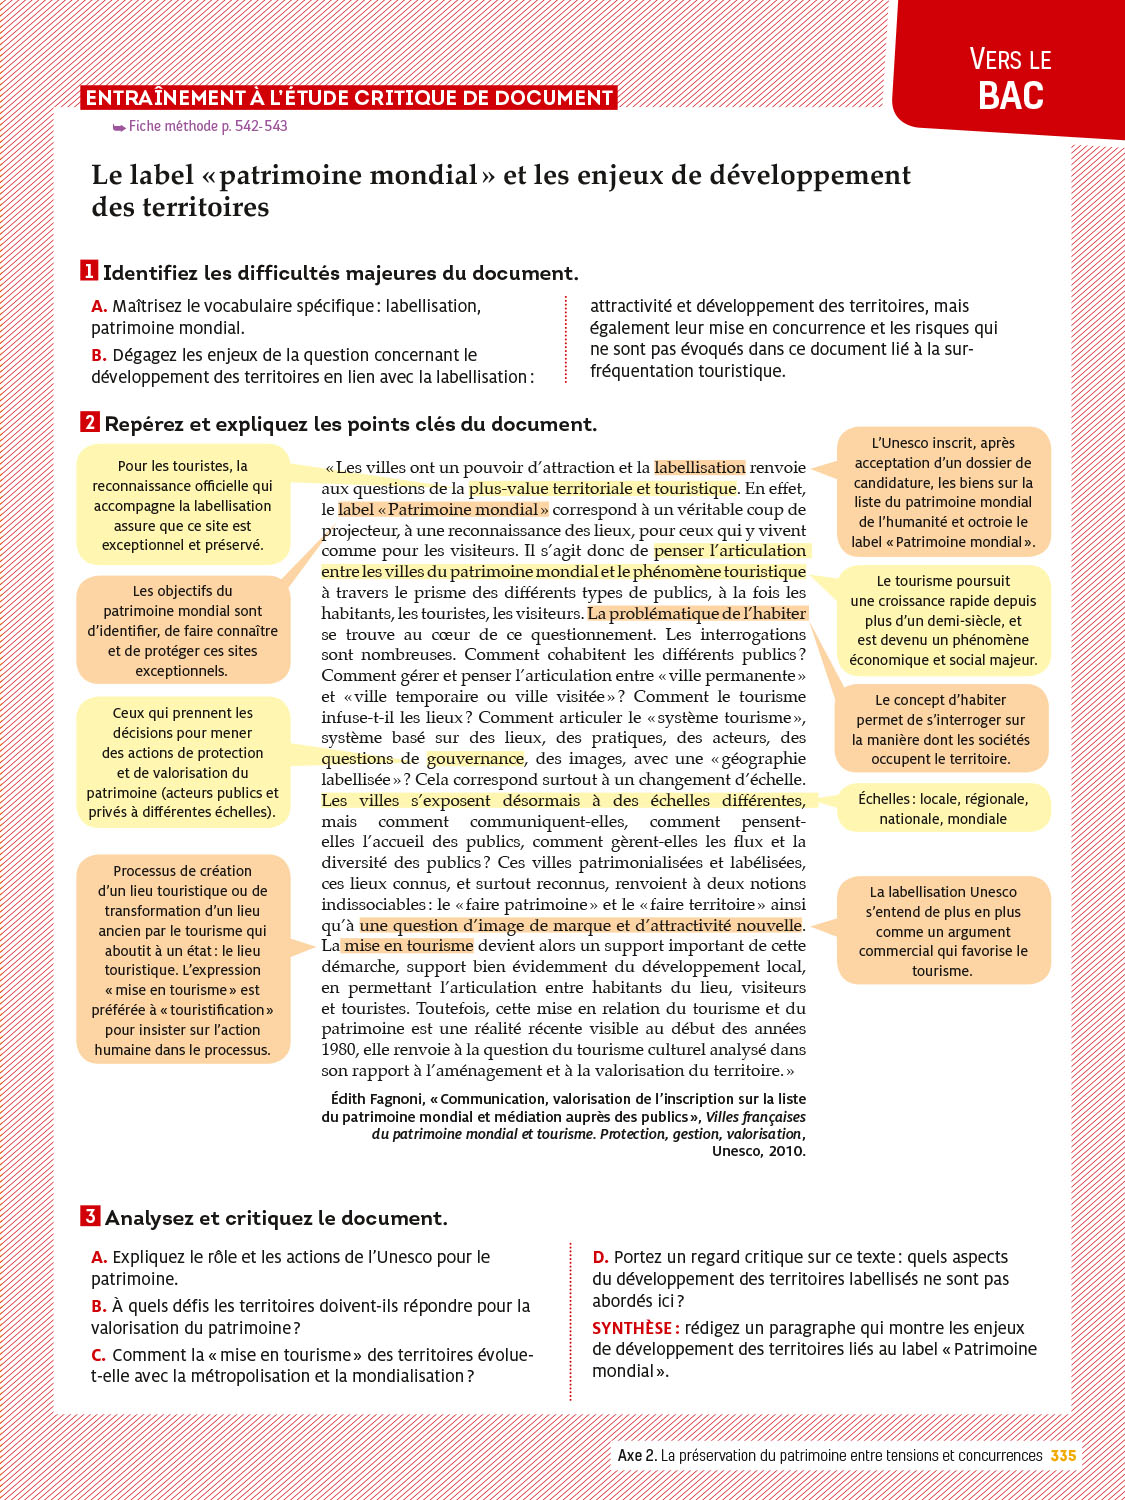 VERS LE
BAC
ENTRAÎNEMENT À L'ÉTUDE CRITIQUE DE DOCUMENT
➥ Fiche méthode p. 542-543
Le label « patrimoine mondial » et les enjeux de développement
des territoires
1 Identifiez les difficultés majeures du document.
A. Maîtrisez le vocabulaire spécifique : labellisation,
patrimoine mondial.
B. Dégagez les enjeux de la question concernant le
développement des territoires en lien avec la labellisation :
attractivité et développement des territoires, mais
également leur mise en concurrence et les risques qui
ne sont pas évoqués dans ce document lié à la sur-
fréquentation touristique.
2 Repérez et expliquez les points clés du document.
Pour les touristes, la
reconnaissance officielle qui
accompagne la labellisation
assure que ce site est
exceptionnel et préservé.
Les objectifs du
patrimoine mondial sont
d'identifier, de faire connaître
et de protéger ces sites
exceptionnels.
Ceux qui prennent les
décisions pour mener
des actions de protection
et de valorisation du
patrimoine (acteurs publics et
privés à différentes échelles).
Processus de création
d'un lieu touristique ou de
transformation d'un lieu
ancien par le tourisme qui
aboutit à un état : le lieu
touristique. L'expression
« mise en tourisme » est
préférée à « touristification »
pour insister sur l'action
humaine dans le processus.
« Les villes ont un pouvoir d'attraction et la labellisation renvoie
aux questions de la plus-value territoriale et touristique. En effet,
le label « Patrimoine mondial » correspond à un véritable coup de
projecteur, à une reconnaissance des lieux, pour ceux qui y vivent
comme pour les visiteurs. Il s'agit donc de penser l'articulation
entre les villes du patrimoine mondial et le phénomène touristique
à travers le prisme des différents types de publics, à la fois les
habitants, les touristes, les visiteurs. La problématique de l'habiter
se trouve au cœur de ce questionnement. Les interrogations
sont nombreuses. Comment cohabitent les différents publics ?
Comment gérer et penser l'articulation entre « ville permanente »
et « ville temporaire ou ville visitée » ? Comment le tourisme
infuse-t-il les lieux ? Comment articuler le « système tourisme »,
système basé sur des lieux, des pratiques, des acteurs, des
questions de gouvernance, des images, avec une « géographie
labellisée » ? Cela correspond surtout à un changement d'échelle.
Les villes s'exposent désormais à des échelles différentes,
mais comment communiquent-elles, comment pensent-
elles l'accueil des publics, comment gèrent-elles les flux et la
diversité des publics ? Ces villes patrimonialisées et labélisées,
ces lieux connus, et surtout reconnus, renvoient à deux notions
indissociables : le « faire patrimoine » et le « faire territoire » ainsi
qu'à une question d'image de marque et d'attractivité nouvelle.
La mise en tourisme devient alors un support important de cette
démarche, support bien évidemment du développement local,
en permettant l'articulation entre habitants du lieu, visiteurs
et touristes. Toutefois, cette mise en relation du tourisme et du
patrimoine est une réalité récente visible au début des années
1980, elle renvoie à la question du tourisme culturel analysé dans
son rapport à l'aménagement et à la valorisation du territoire. »
Édith Fagnoni, « Communication, valorisation de l'inscription sur la liste
du patrimoine mondial et médiation auprès des publics », Villes françaises
du patrimoine mondial et tourisme. Protection, gestion, valorisation,
Unesco, 2010.
L'Unesco inscrit, après
acceptation d'un dossier de
candidature, les biens sur la
liste du patrimoine mondial
de l'humanité et octroie le
label « Patrimoine mondial ».
Le tourisme poursuit
une croissance rapide depuis
plus d'un demi-siècle, et
est devenu un phénomène
économique et social majeur.
Le concept d'habiter
permet de s'interroger sur
la manière dont les sociétés
occupent le territoire.
Échelles : locale, régionale,
nationale, mondiale
La labellisation Unesco
s'entend de plus en plus
comme un argument
commercial qui favorise le
tourisme.
3 Analysez et critiquez le document.
A. Expliquez le rôle et les actions de l'Unesco pour le
patrimoine.
B. À quels défis les territoires doivent-ils répondre pour la
valorisation du patrimoine ?
C. Comment la « mise en tourisme » des territoires évolue-
t-elle avec la métropolisation et la mondialisation ?
D. Portez un regard critique sur ce texte : quels aspects
du développement des territoires labellisés ne sont pas
abordés ici ?
SYNTHÈSE : rédigez un paragraphe qui montre les enjeux
de développement des territoires liés au label « Patrimoine
mondial ».
Axe 2. La préservation du patrimoine entre tensions et concurrences 335